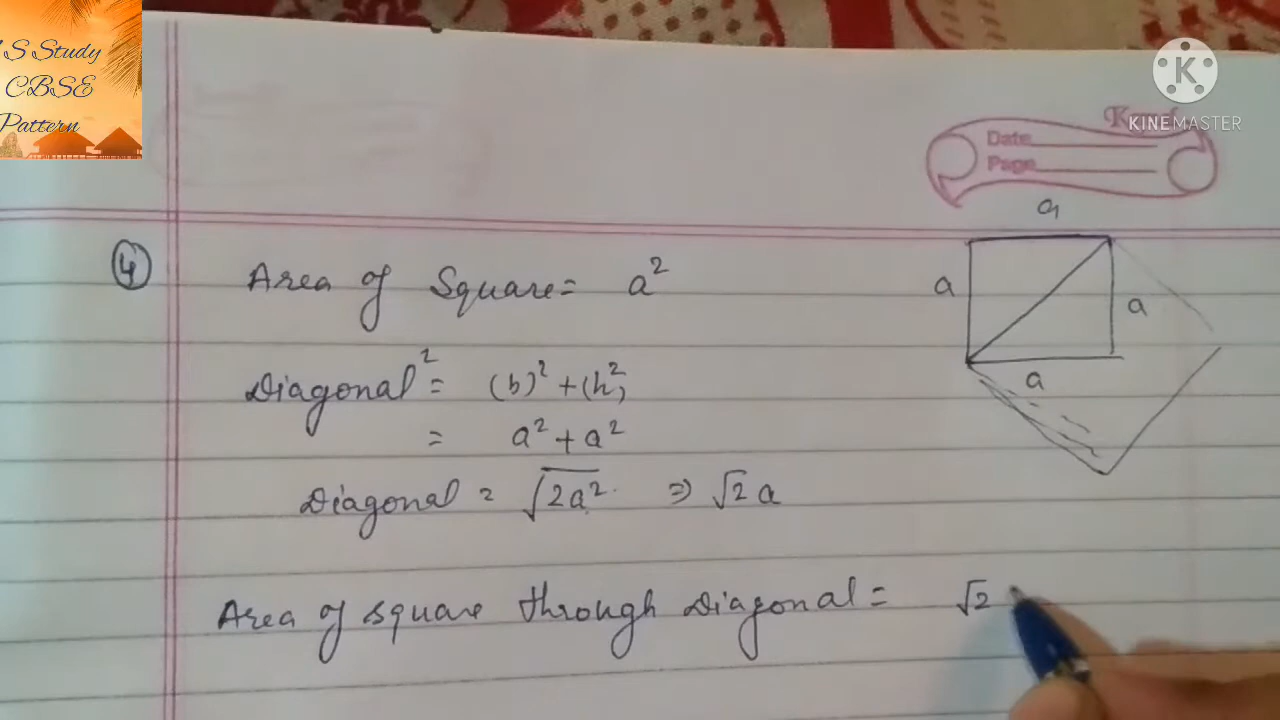 S Study
CBSE
Pattern
K
KINEMASTER
Date
Page
a
a
a
a
4
Area of Square = a²
Diagonal² = (b)² + (h)²
= a² + a²
Diagonal = √2a² ⇒ √2 a
Area of square through Diagonal = √2